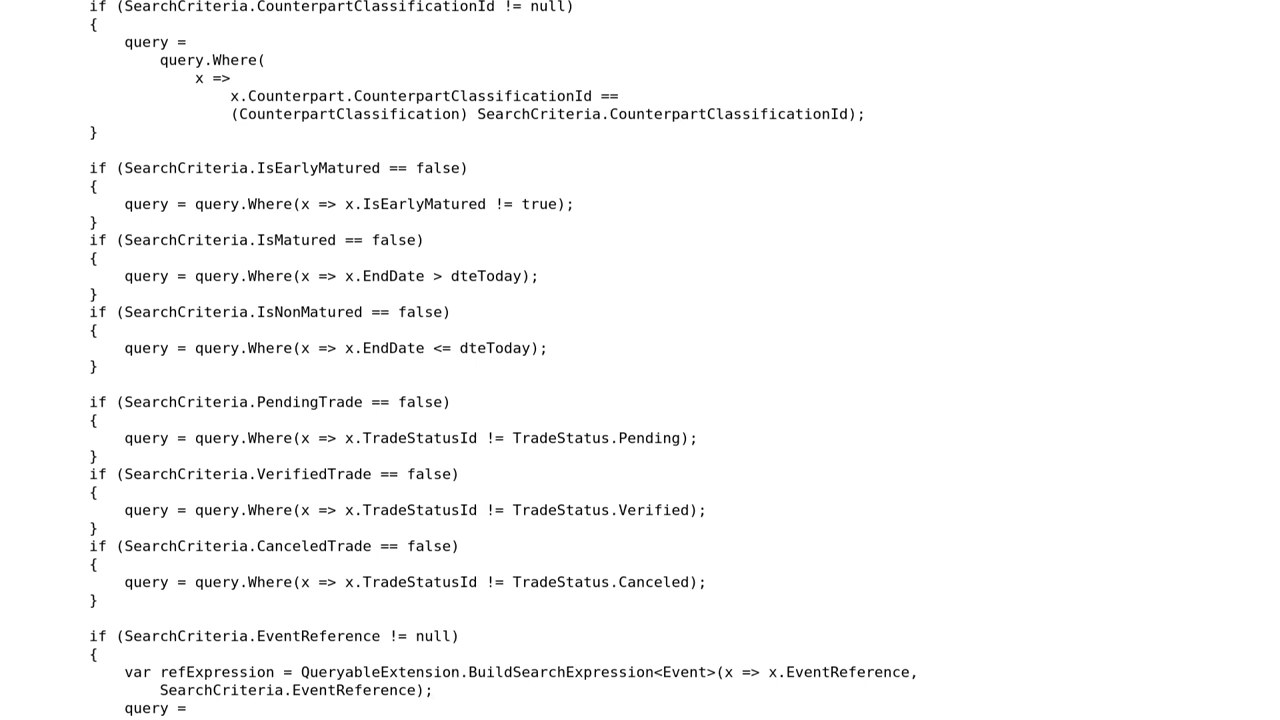 if (SearchCriteria.CounterpartClassificationId != null)
{
    query =
        query.Where(
            x =>
                x.Counterpart.CounterpartClassificationId ==
                (CounterpartClassification) SearchCriteria.CounterpartClassificationId);
}

if (SearchCriteria.IsEarlyMatured == false)
{
    query = query.Where(x => x.IsEarlyMatured != true);
}
if (SearchCriteria.IsMatured == false)
{
    query = query.Where(x => x.EndDate > dteToday);
}
if (SearchCriteria.IsNonMatured == false)
{
    query = query.Where(x => x.EndDate <= dteToday);
}

if (SearchCriteria.PendingTrade == false)
{
    query = query.Where(x => x.TradeStatusId != TradeStatus.Pending);
}
if (SearchCriteria.VerifiedTrade == false)
{
    query = query.Where(x => x.TradeStatusId != TradeStatus.Verified);
}
if (SearchCriteria.CanceledTrade == false)
{
    query = query.Where(x => x.TradeStatusId != TradeStatus.Canceled);
}

if (SearchCriteria.EventReference != null)
{
    var refExpression = QueryableExtension.BuildSearchExpression<Event>(x => x.EventReference,
        SearchCriteria.EventReference);
    query =